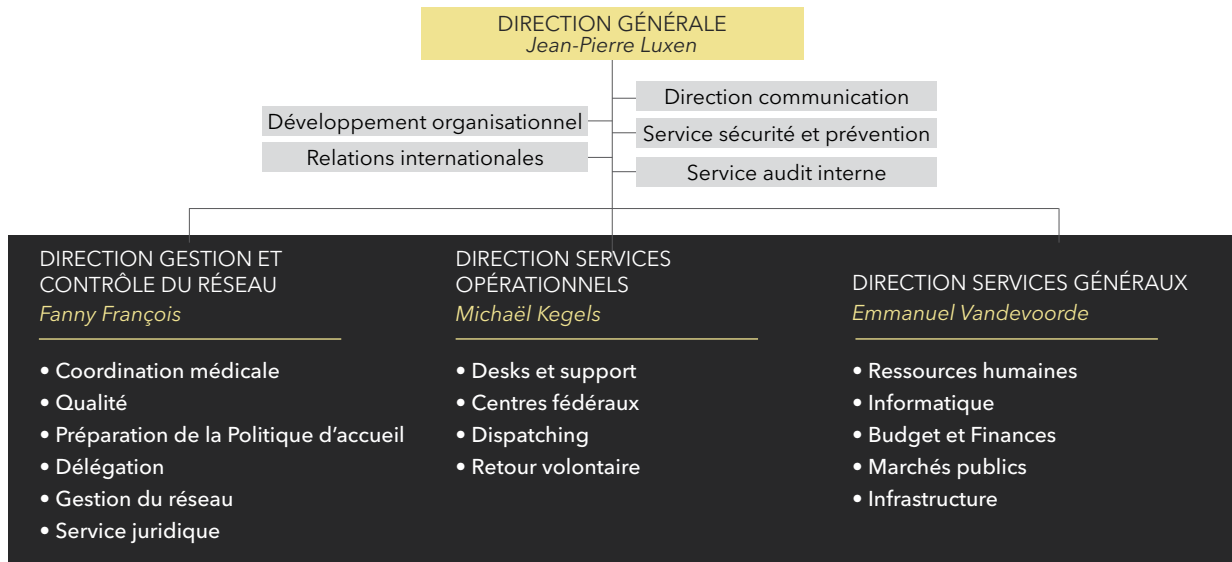 DIRECTION GÉNÉRALE
Jean-Pierre Luxen
Direction communication
Développement organisationnel
Service sécurité et prévention
Relations internationales
Service audit interne
DIRECTION GESTION ET
CONTRÔLE DU RÉSEAU
Fanny François
• Coordination médicale
• Qualité
• Préparation de la Politique d'accueil
• Délégation
• Gestion du réseau
• Service juridique
DIRECTION SERVICES
OPÉRATIONNELS
Michaël Kegels
• Desks et support
• Centres fédéraux
• Dispatching
• Retour volontaire
DIRECTION SERVICES GÉNÉRAUX
Emmanuel Vandevoorde
• Ressources humaines
• Informatique
• Budget et Finances
• Marchés publics
• Infrastructure